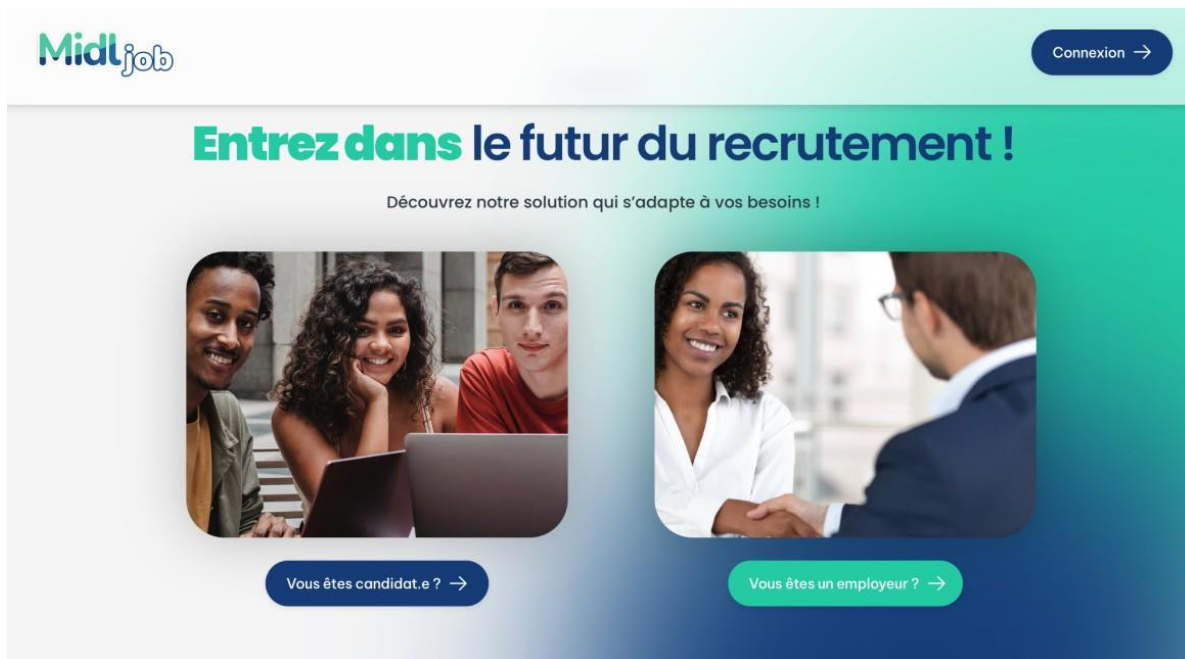 Midljob
Connexion →
Entrez dans le futur du recrutement !
Découvrez notre solution qui s’adapte à vos besoins !
Vous êtes candidat.e ? →
Vous êtes un employeur ? →